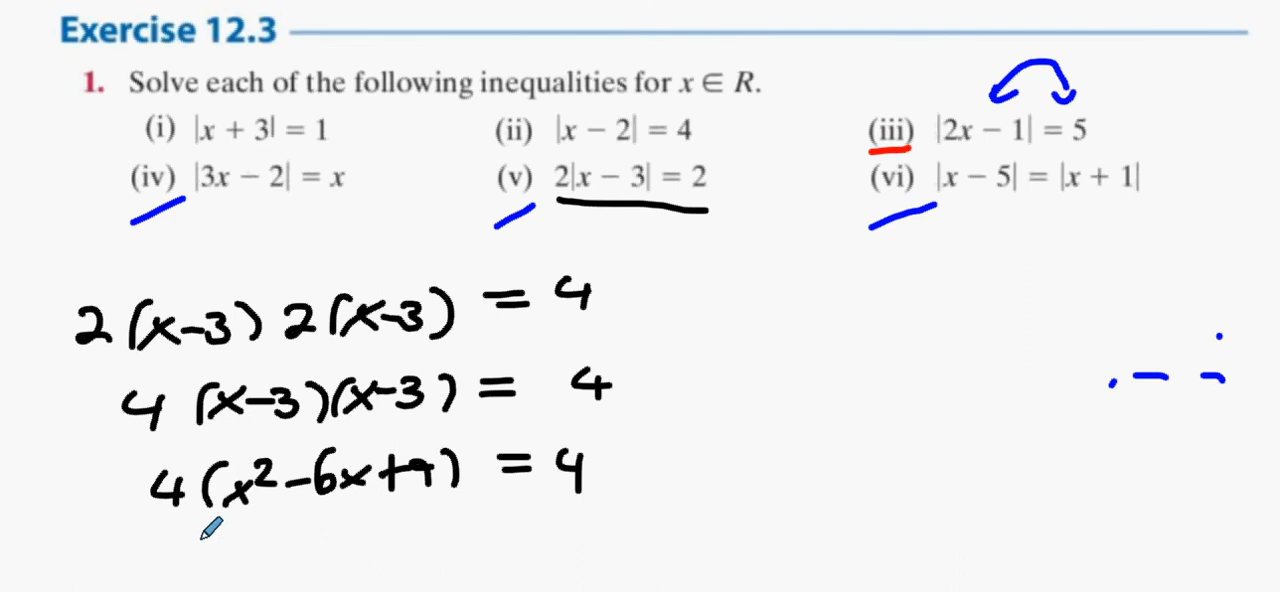 Exercise 12.3
1. Solve each of the following inequalities for x ∈ R.
(i) |x + 3| = 1 (ii) |x − 2| = 4 (iii) |2x − 1| = 5
(iv) |3x − 2| = x (v) 2|x − 3| = 2 (vi) |x − 5| = |x + 1|
2(x-3) 2(x-3) = 4
4 (x-3)(x-3) = 4
4 (x²-6x+9) = 4